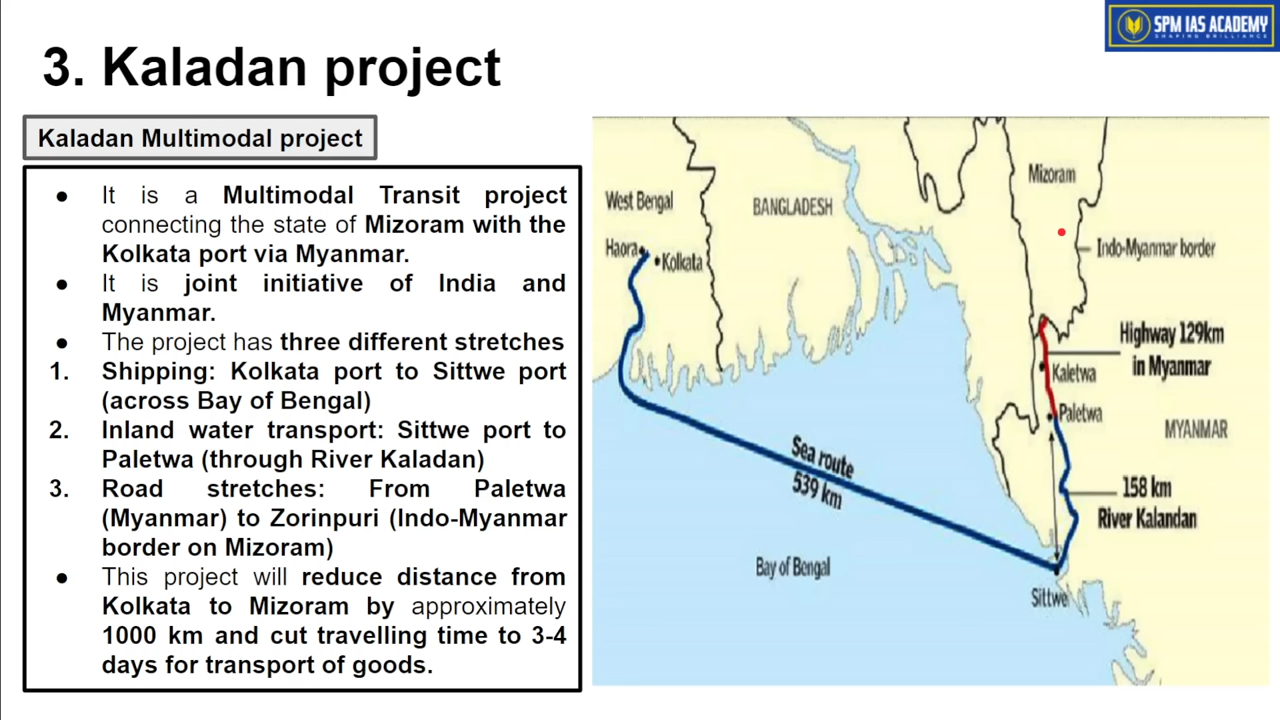 SPM IAS ACADEMY
SHAPING BRILLIANCE
3. Kaladan project
Kaladan Multimodal project
● It is a Multimodal Transit project
connecting the state of Mizoram with the
Kolkata port via Myanmar.
● It is joint initiative of India and
Myanmar.
● The project has three different stretches
1. Shipping: Kolkata port to Sittwe port
(across Bay of Bengal)
2. Inland water transport: Sittwe port to
Paletwa (through River Kaladan)
3. Road stretches: From Paletwa
(Myanmar) to Zorinpuri (Indo-Myanmar
border on Mizoram)
● This project will reduce distance from
Kolkata to Mizoram by approximately
1000 km and cut travelling time to 3-4
days for transport of goods.
West Bengal
BANGLADESH
Mizoram
Haora
Kolkata
Indo-Myanmar border
Highway 129km
in Myanmar
Kaletwa
Paletwa
MYANMAR
Sea route
539 km
158 km
River Kalandan
Bay of Bengal
Sittwe